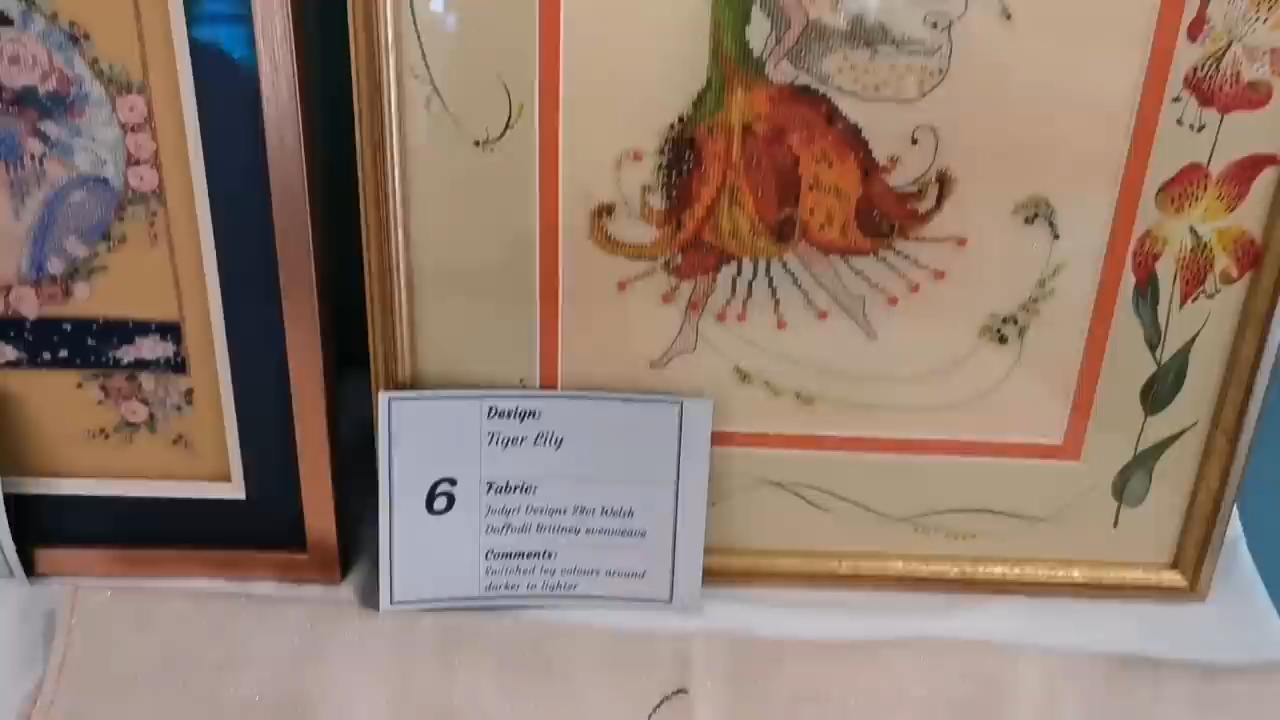 6
Design:
Tiger Lily
Fabric:
Jodyri Designs 28ct Welsh
Daffodil Brittney evenweave
Comments:
Switched leg colours around
darker to lighter